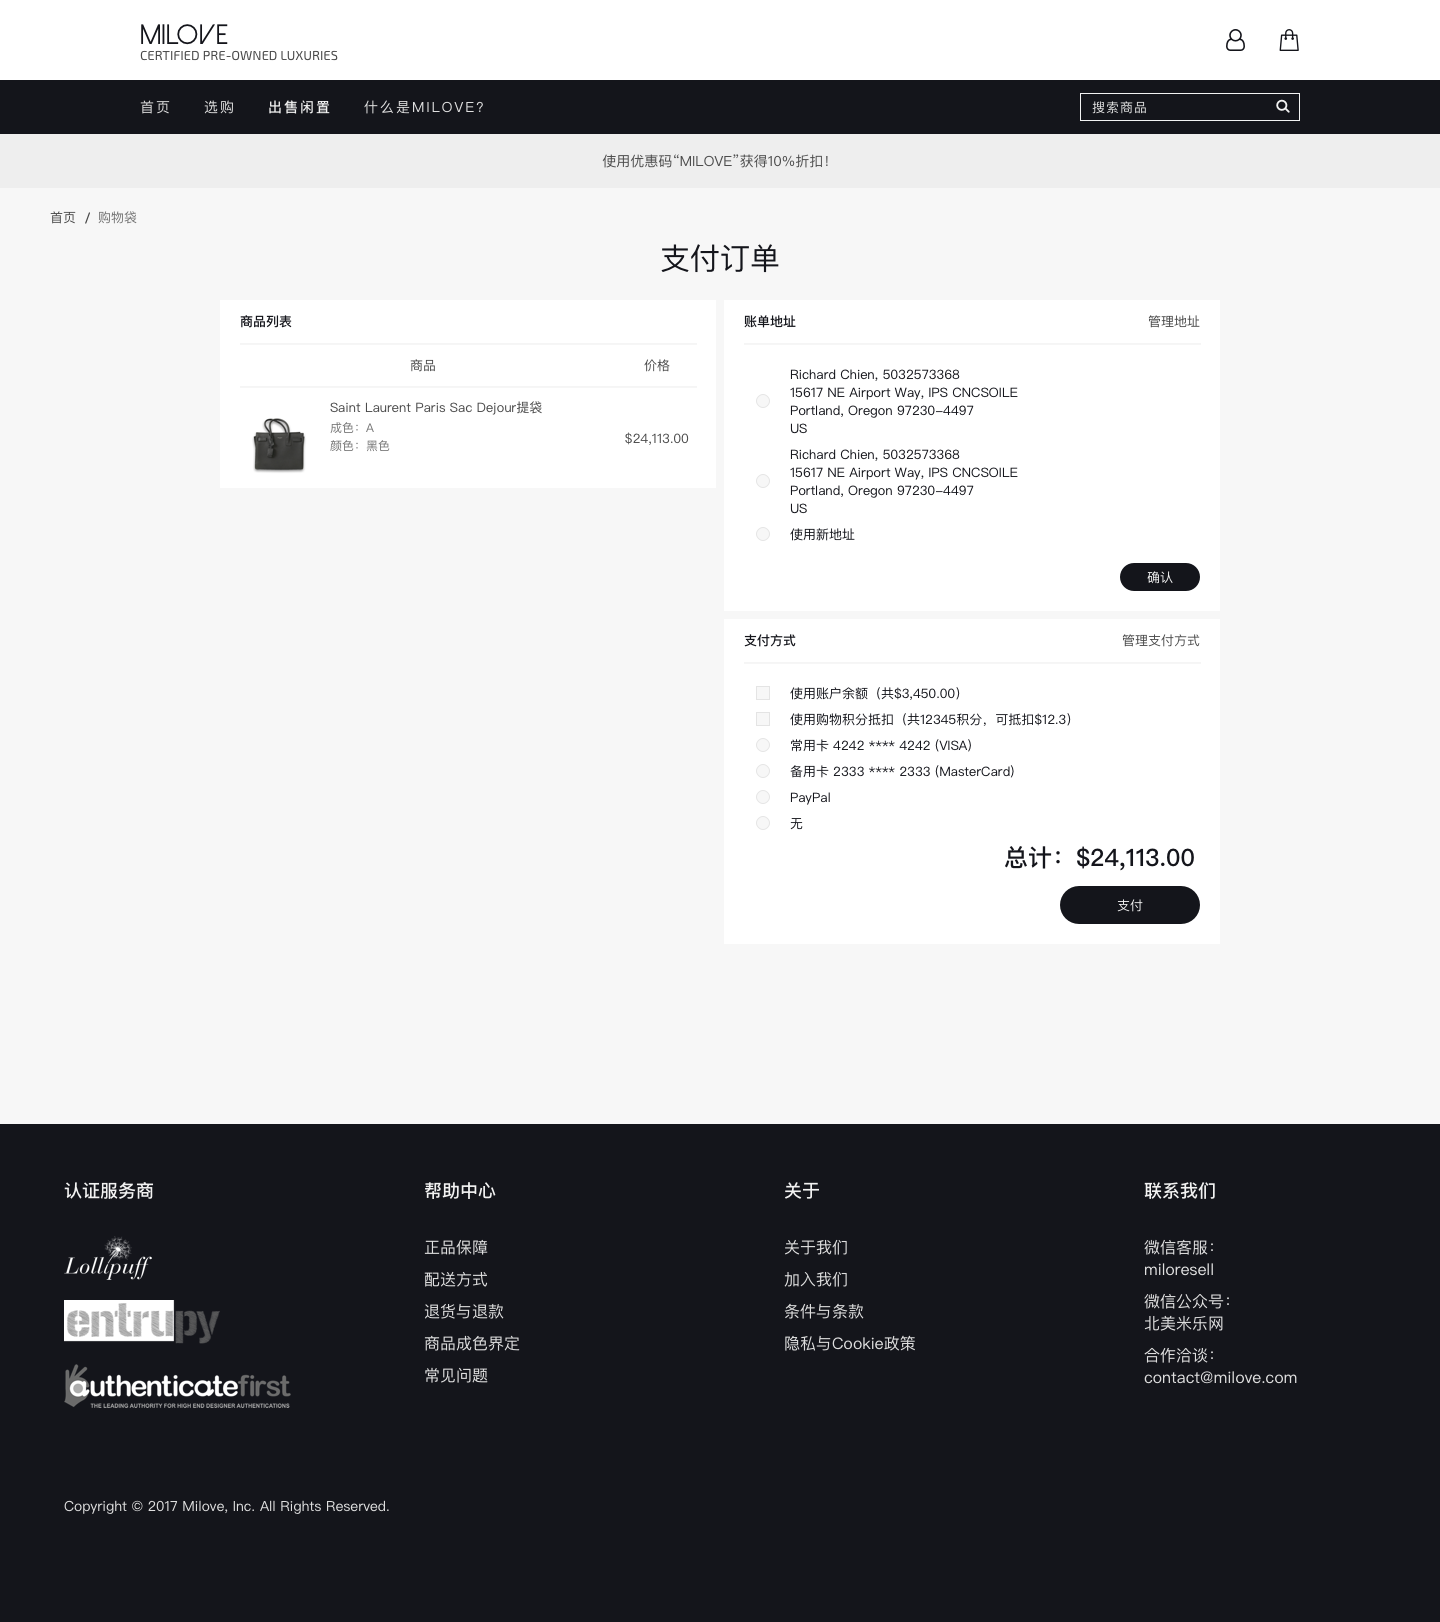 MILOVE
CERTIFIED PRE-OWNED LUXURIES
首页 选购 出售闲置 什么是MILOVE? 搜索商品
使用优惠码“MILOVE”获得10%折扣！
首页 / 购物袋
支付订单
商品列表
商品 价格
Saint Laurent Paris Sac Dejour提袋
成色：A
颜色：黑色
$24,113.00
账单地址 管理地址
Richard Chien, 5032573368
15617 NE Airport Way, IPS CNCSOILE
Portland, Oregon 97230-4497
US
Richard Chien, 5032573368
15617 NE Airport Way, IPS CNCSOILE
Portland, Oregon 97230-4497
US
使用新地址
确认
支付方式 管理支付方式
使用账户余额（共$3,450.00）
使用购物积分抵扣（共12345积分，可抵扣$12.3）
常用卡 4242 **** 4242 (VISA)
备用卡 2333 **** 2333 (MasterCard)
PayPal
无
总计：$24,113.00
支付
认证服务商
Lollipuff
entrupy
authenticatefirst
THE LEADING AUTHORITY FOR HIGH END DESIGNER AUTHENTICATIONS
帮助中心
正品保障
配送方式
退货与退款
商品成色界定
常见问题
关于
关于我们
加入我们
条件与条款
隐私与Cookie政策
联系我们
微信客服：
miloresell
微信公众号：
北美米乐网
合作洽谈：
contact@milove.com
Copyright © 2017 Milove, Inc. All Rights Reserved.